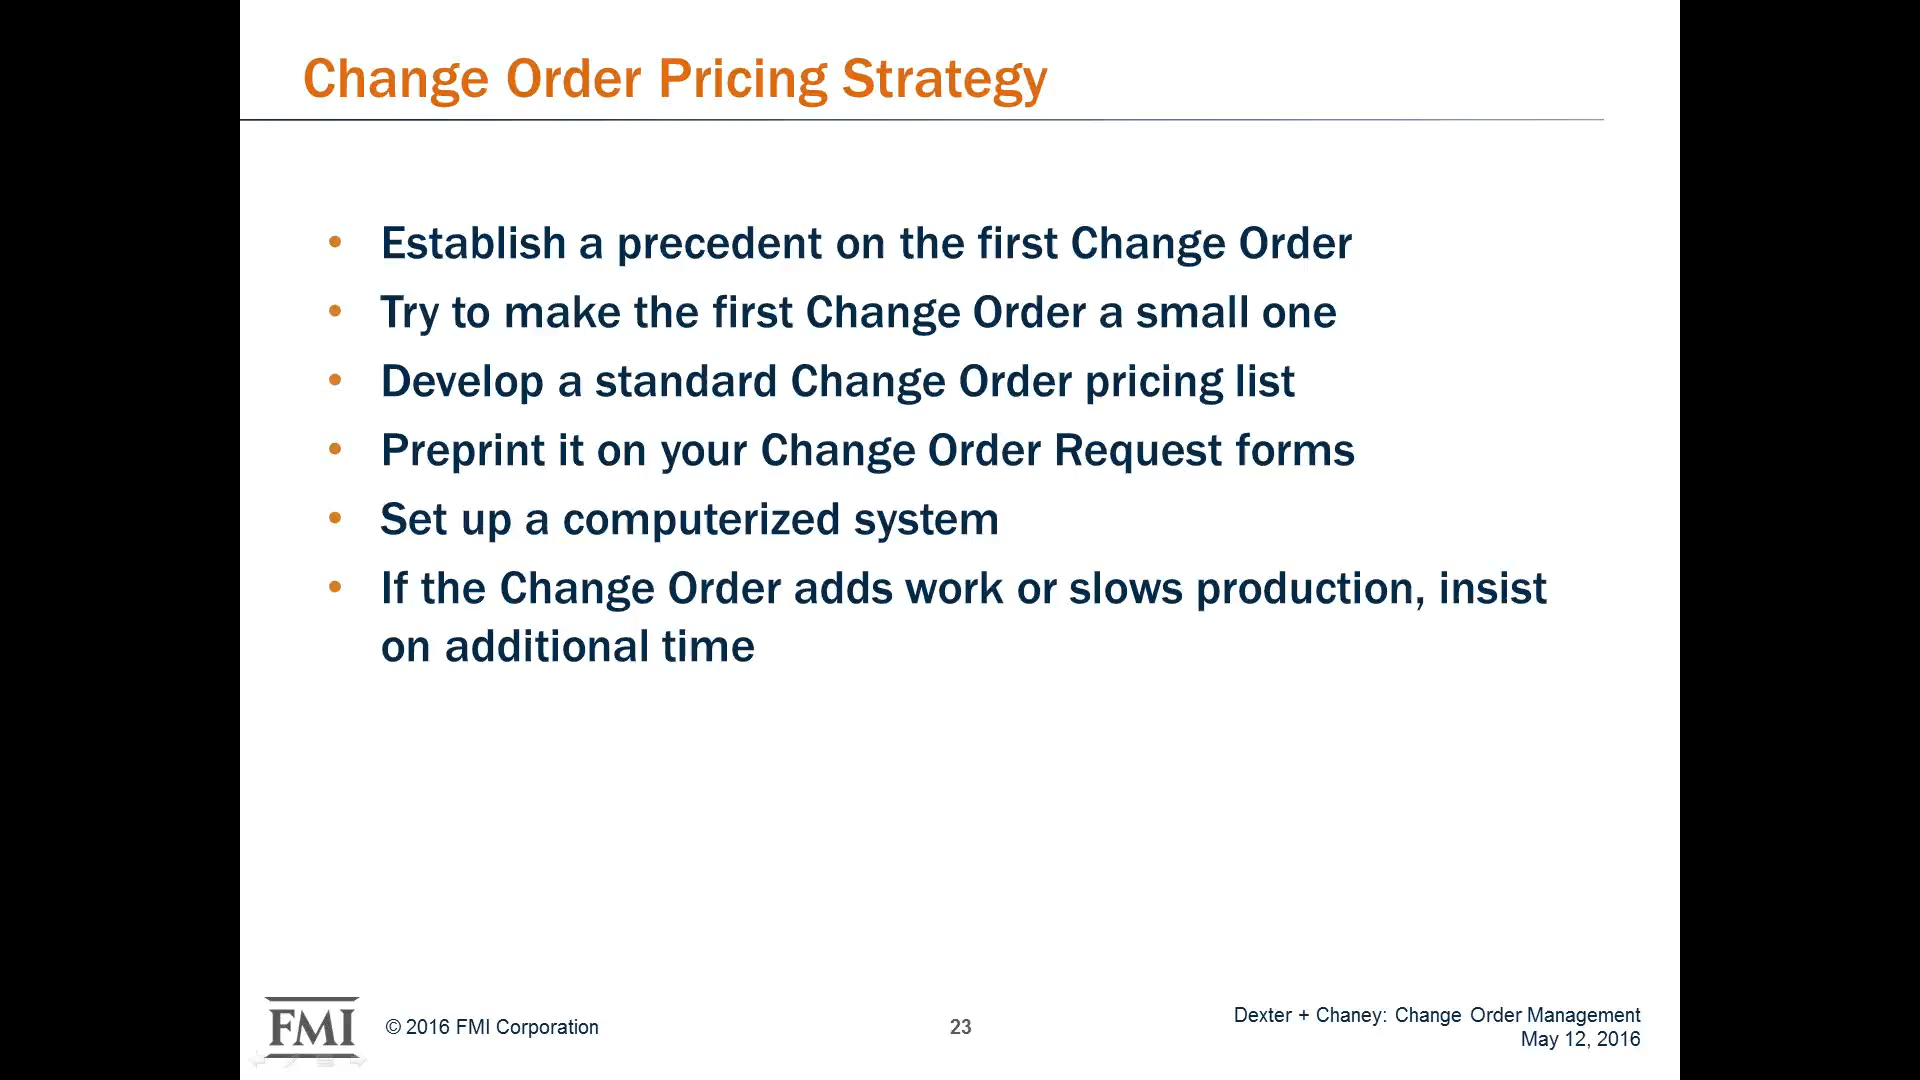 Change Order Pricing Strategy
• Establish a precedent on the first Change Order
• Try to make the first Change Order a small one
• Develop a standard Change Order pricing list
• Preprint it on your Change Order Request forms
• Set up a computerized system
• If the Change Order adds work or slows production, insist
on additional time
FMI
© 2016 FMI Corporation
23
Dexter + Chaney: Change Order Management
May 12, 2016